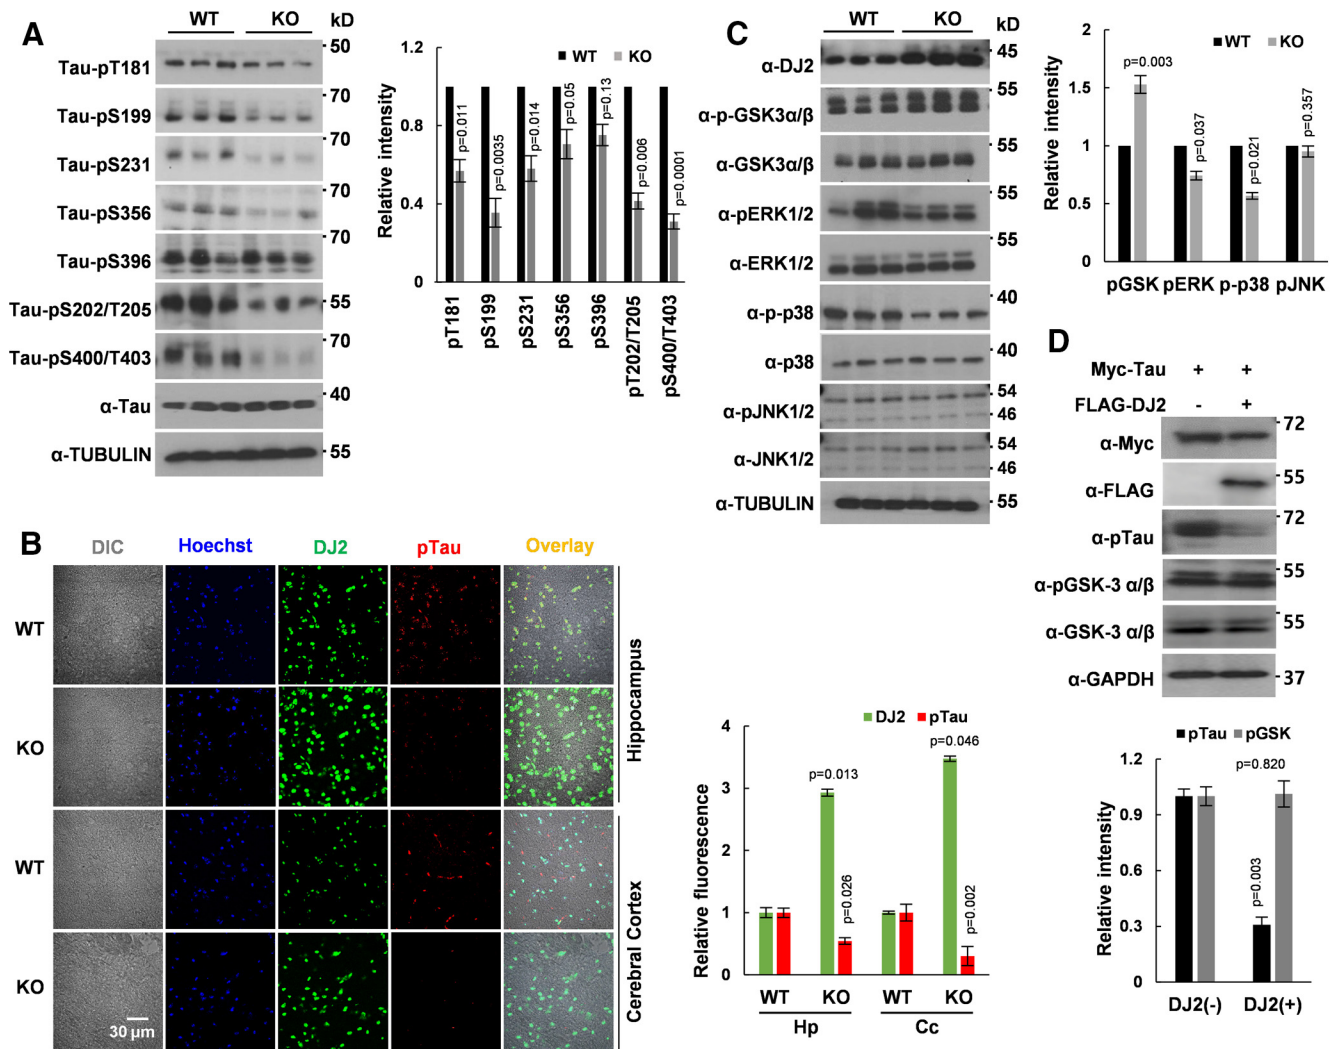 A
WT KO kD
Tau-pT181
50
Tau-pS199
70
Tau-pS231
70
Tau-pS356
70
Tau-pS396
70
Tau-pS202/T205
55
Tau-pS400/T403
70
α-Tau
40
α-TUBULIN
55
WT KO
Relative intensity
1.2
0.8
0.4
0
p=0.011
p=0.0035
p=0.014
p=0.05
p=0.13
p=0.006
p=0.0001
pT181
pS199
pS231
pS356
pS396
pT202/T205
pS400/T403
C
WT KO kD
α-DJ2
45
α-p-GSK3α/β
55
α-GSK3α/β
55
α-pERK1/2
55
α-ERK1/2
55
α-p-p38
40
α-p38
40
α-pJNK1/2
54
46
α-JNK1/2
54
46
α-TUBULIN
55
WT KO
Relative intensity
2
1.5
1
0.5
0
p=0.003
p=0.037
p=0.021
p=0.357
pGSK pERK p-p38 pJNK
B
DIC Hoechst DJ2 pTau Overlay
WT
KO
Hippocampus
WT
KO
Cerebral Cortex
30 µm
DJ2 pTau
Relative fluorescence
4
3
2
1
0
p=0.013
p=0.026
p=0.046
p=0.002
WT KO WT KO
Hp Cc
D
Myc-Tau + +
FLAG-DJ2 - +
α-Myc
72
α-FLAG
55
α-pTau
72
α-pGSK-3 α/β
55
α-GSK-3 α/β
55
α-GAPDH
37
pTau pGSK
Relative intensity
1.2
0.9
0.6
0.3
0
p=0.820
p=0.003
DJ2(-) DJ2(+)